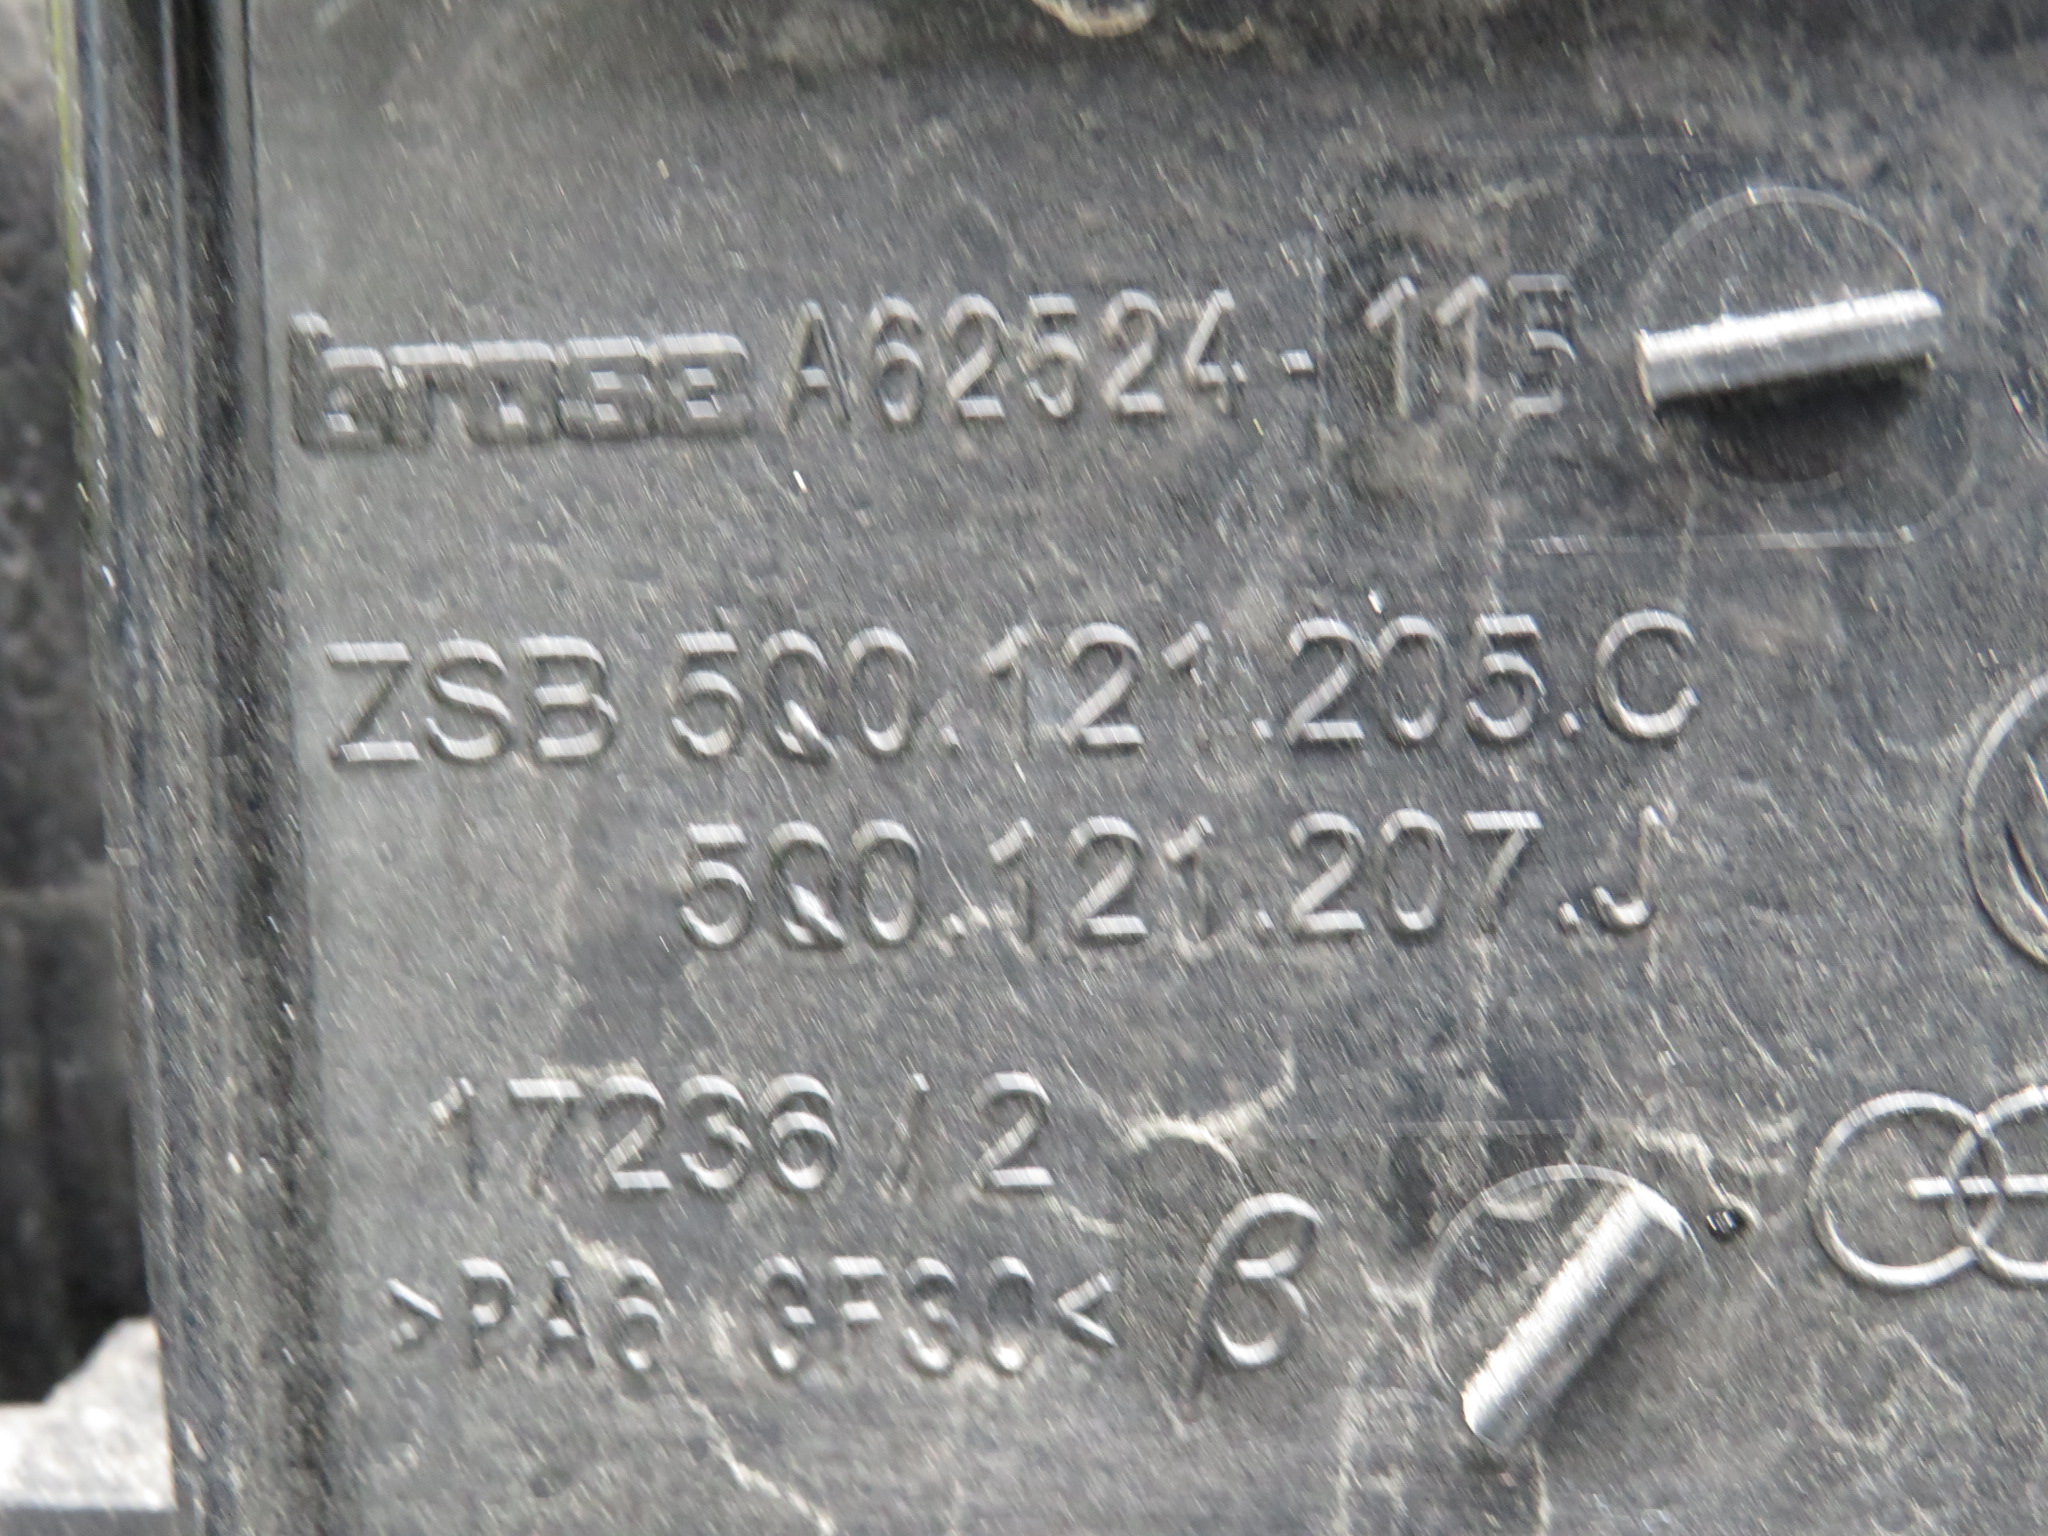 brose A62524-115
ZSB 5Q0.121.205.C
5Q0.121.207.J
17236/2
>PA6 GF30< β